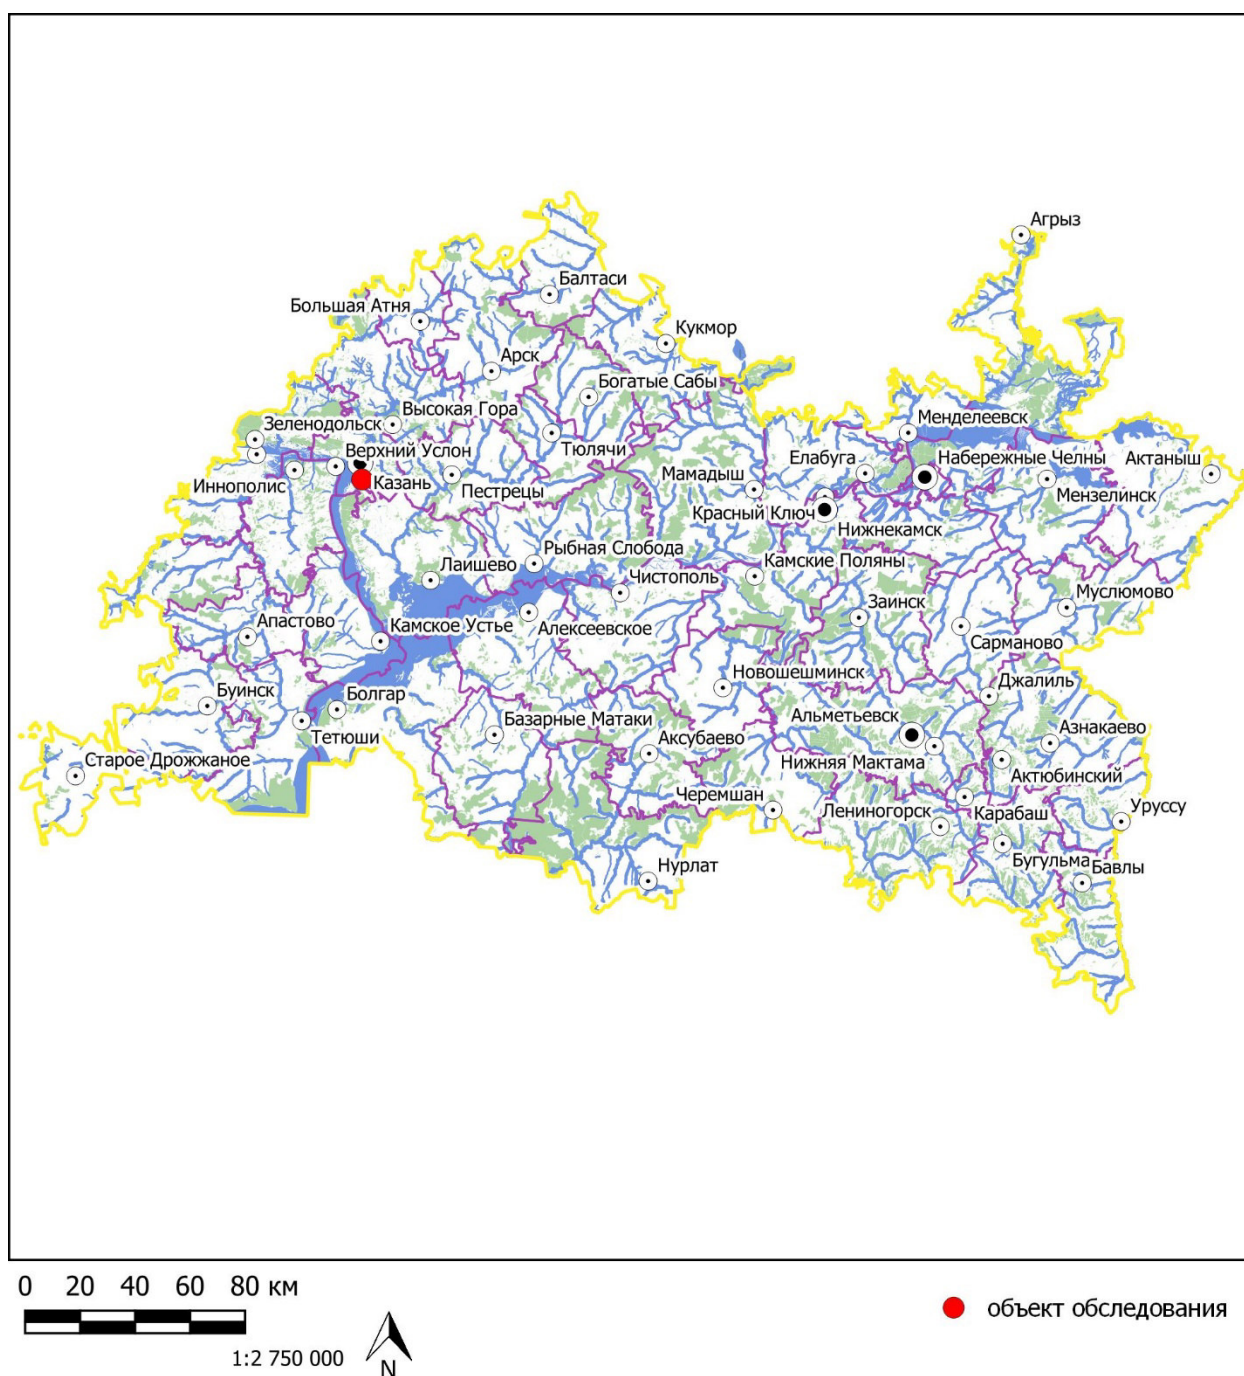 Агрыз
Балтаси
Большая Атня
Кукмор
Арск
Богатые Сабы
Высокая Гора
Менделеевск
Зеленодольск
Верхний Услон
Тюлячи
Елабуга
Набережные Челны
Актаныш
Иннополис
Казань
Пестрецы
Мамадыш
Мензелинск
Красный Ключ
Нижнекамск
Рыбная Слобода
Лаишево
Чистополь
Камские Поляны
Муслюмово
Заинск
Апастово
Камское Устье
Алексеевское
Сарманово
Новошешминск
Джалиль
Буинск
Болгар
Базарные Матаки
Аксубаево
Альметьевск
Азнакаево
Тетюши
Старое Дрожжаное
Нижняя Мактама
Актюбинский
Черемшан
Лениногорск
Карабаш
Уруссу
Нурлат
Бугульма
Бавлы
0 20 40 60 80 км
1:2 750 000
N
объект обследования